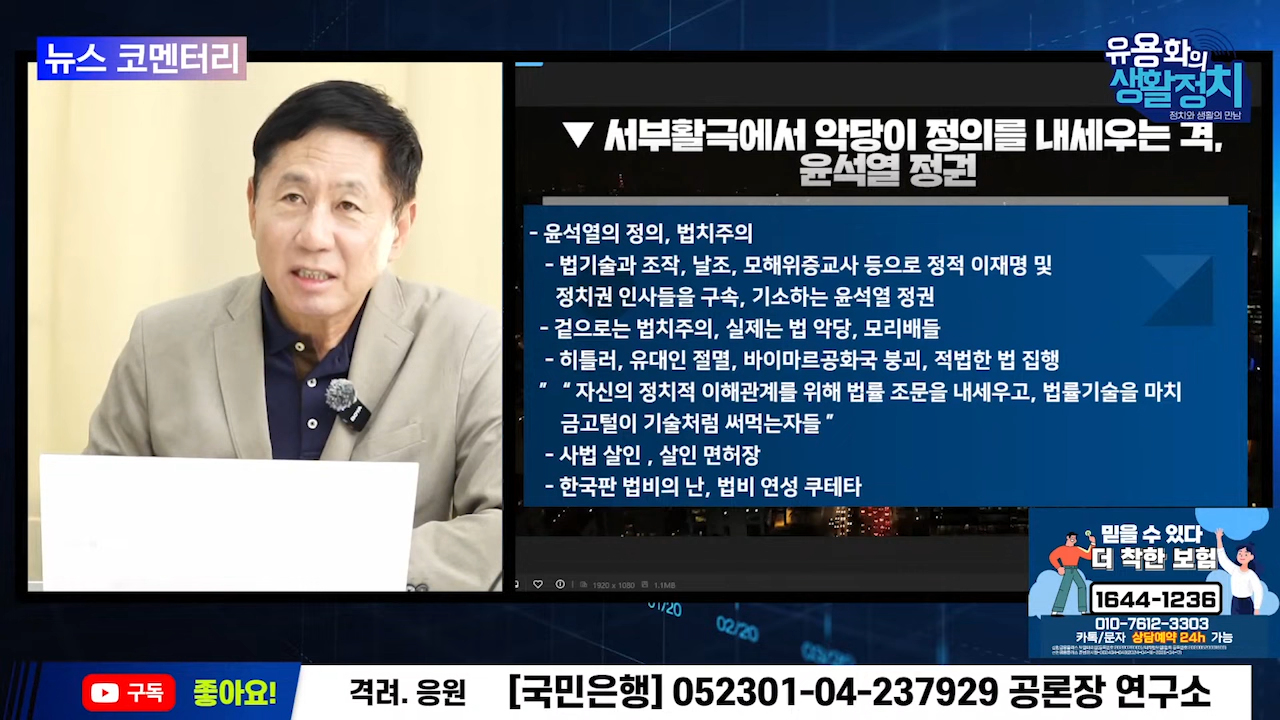 뉴스 코멘터리
유용화의
생활정치
정치와 생활의 만남
▼ 서부활극에서 악당이 정의를 내세우는 격,
윤석열 정권
- 윤석열의 정의, 법치주의
- 법기술과 조작, 날조, 모해위증교사 등으로 정적 이재명 및
정치권 인사들을 구속, 기소하는 윤석열 정권
- 겉으로는 법치주의, 실제는 법 악당, 모리배들
- 히틀러, 유대인 절멸, 바이마르공화국 붕괴, 적법한 법 집행
" “ 자신의 정치적 이해관계를 위해 법률 조문을 내세우고, 법률기술을 마치
금고털이 기술처럼 써먹는자들 ”
- 사법 살인 , 살인 면허장
- 한국판 법비의 난, 법비 연성 쿠테타
1920 x 1080 1.1MB
01/20
02/20
믿을 수 있다
더 착한 보험
1644-1236
010-7612-3303
카톡/문자 상담예약 24h 가능
구독 좋아요! 격려. 응원 [국민은행] 052301-04-237929 공론장 연구소